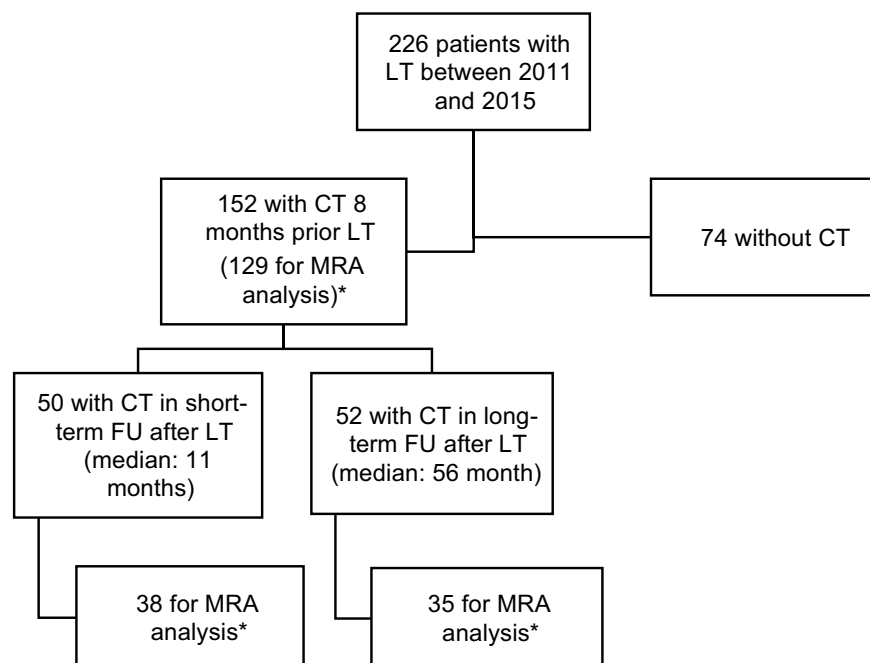 226 patients with
LT between 2011
and 2015
152 with CT 8
months prior LT
(129 for MRA
analysis)*
74 without CT
50 with CT in short-
term FU after LT
(median: 11
months)
52 with CT in long-
term FU after LT
(median: 56 month)
38 for MRA
analysis*
35 for MRA
analysis*